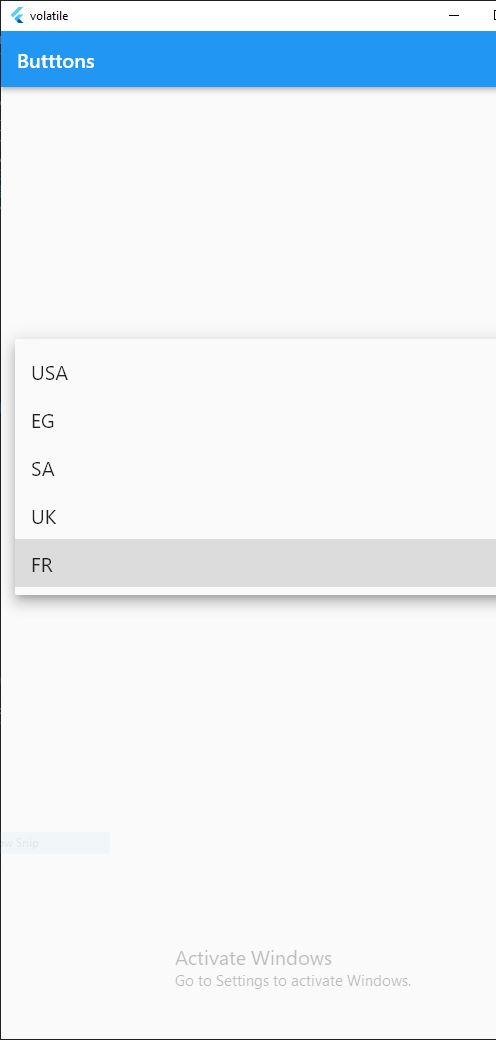 volatile
Butttons
USA
EG
SA
UK
FR
Snip
Activate Windows
Go to Settings to activate Windows.